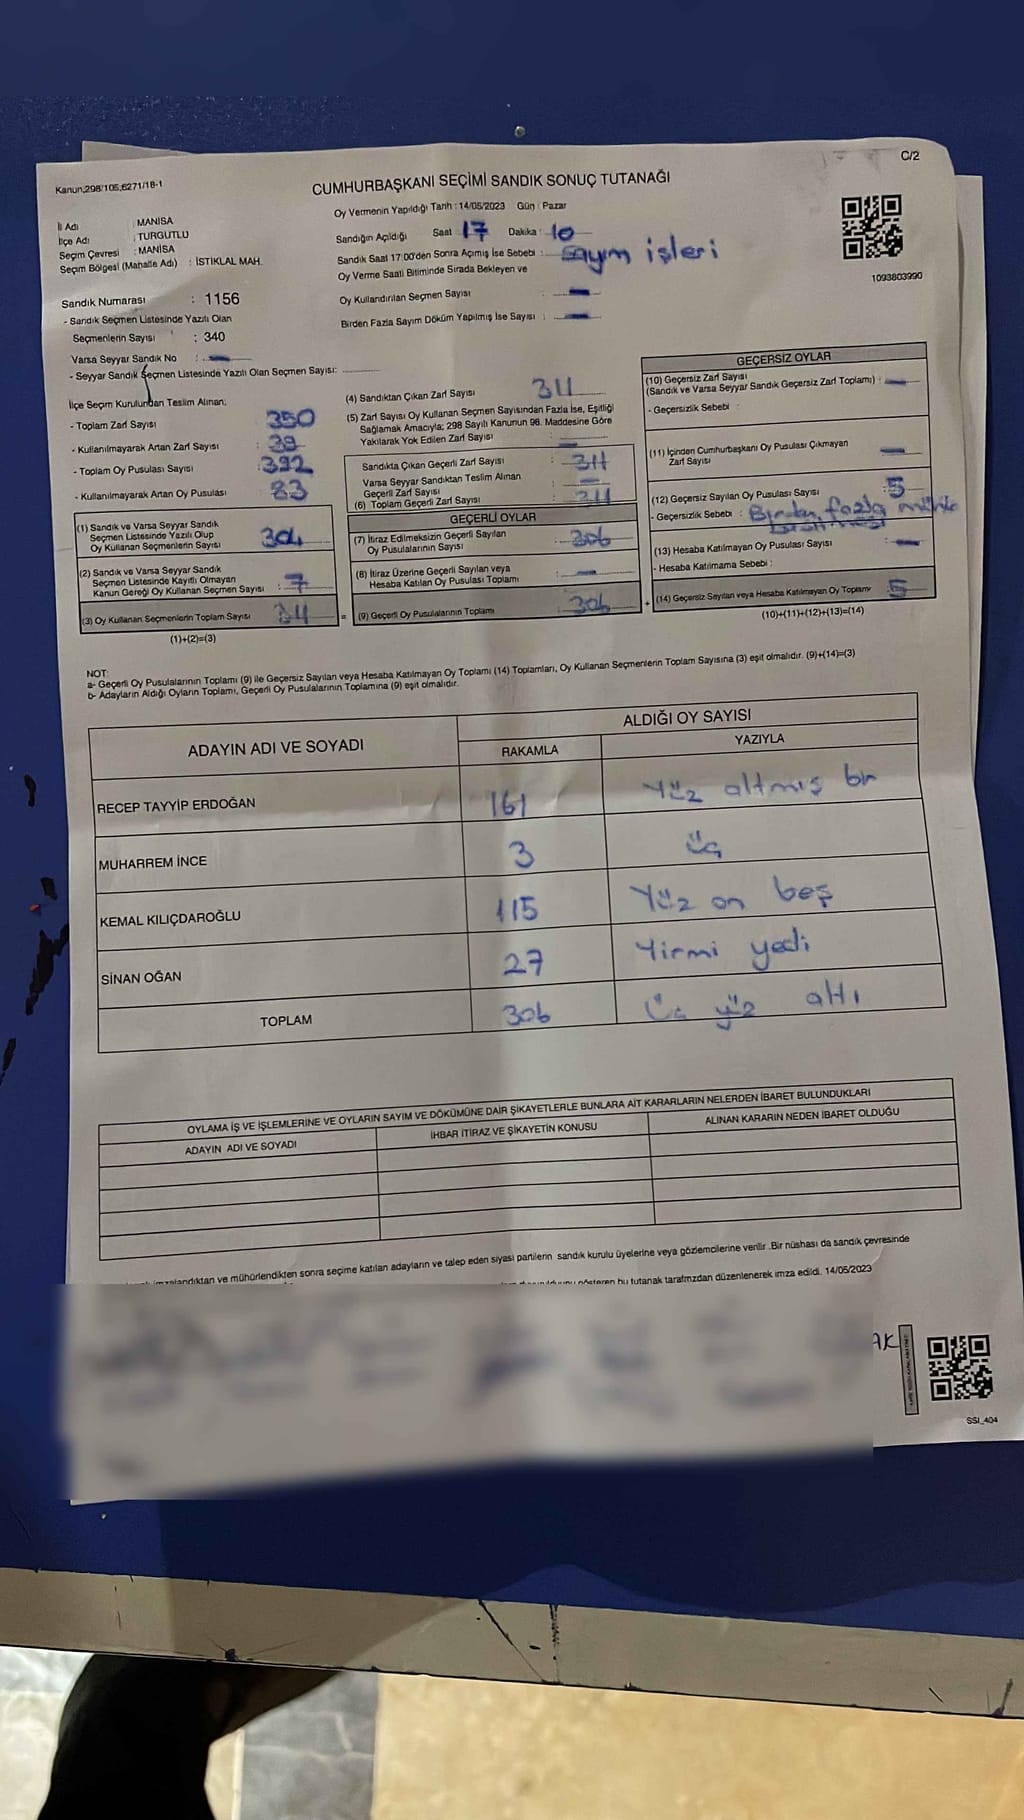 C/2
Kanun;298/105,6271/18-1
CUMHURBAŞKANI SEÇİMİ SANDIK SONUÇ TUTANAĞI
İl Adı : MANİSA
İlçe Adı : TURGUTLU
Seçim Çevresi : MANİSA
Seçim Bölgesi (Mahalle Adı) : İSTİKLAL MAH.
Oy Vermenin Yapıldığı Tarih : 14/05/2023 Gün : Pazar
Sandığın Açıldığı Saat 17 Dakika : 10
Sandık Saat 17:00'den Sonra Açılmış İse Sebebi : Sayım işleri
Oy Verme Saati Bitiminde Sırada Bekleyen ve
Oy Kullandırılan Seçmen Sayısı : —
Birden Fazla Sayım Döküm Yapılmış İse Sayısı : —
1093803990
Sandık Numarası : 1156
- Sandık Seçmen Listesinde Yazılı Olan
Seçmenlerin Sayısı : 340
Varsa Seyyar Sandık No : —
- Seyyar Sandık Seçmen Listesinde Yazılı Olan Seçmen Sayısı:
İlçe Seçim Kurulundan Teslim Alınan;
- Toplam Zarf Sayısı : 350
- Kullanılmayarak Artan Zarf Sayısı : 39
- Toplam Oy Pusulası Sayısı : 392
- Kullanılmayarak Artan Oy Pusulası : 83
(1) Sandık ve Varsa Seyyar Sandık
Seçmen Listesinde Yazılı Olup
Oy Kullanan Seçmenlerin Sayısı : 304
(2) Sandık ve Varsa Seyyar Sandık
Seçmen Listesinde Kayıtlı Olmayan
Kanun Gereği Oy Kullanan Seçmen Sayısı : 7
(3) Oy Kullanan Seçmenlerin Toplam Sayısı 311
(1)+(2)=(3)
(4) Sandıktan Çıkan Zarf Sayısı 311
(5) Zarf Sayısı Oy Kullanan Seçmen Sayısından Fazla İse, Eşitliği
Sağlamak Amacıyla; 298 Sayılı Kanunun 98. Maddesine Göre
Yakılarak Yok Edilen Zarf Sayısı : —
Sandıkta Çıkan Geçerli Zarf Sayısı : 311
Varsa Seyyar Sandıktan Teslim Alınan
Geçerli Zarf Sayısı : —
(6) Toplam Geçerli Zarf Sayısı : 311
GEÇERLİ OYLAR
(7) İtiraz Edilmeksizin Geçerli Sayılan
Oy Pusulalarının Sayısı : 306
(8) İtiraz Üzerine Geçerli Sayılan veya
Hesaba Katılan Oy Pusulası Toplamı : —
= (9) Geçerli Oy Pusulalarının Toplamı 306 +
GEÇERSİZ OYLAR
(10) Geçersiz Zarf Sayısı
(Sandık ve Varsa Seyyar Sandık Geçersiz Zarf Toplamı) : —
- Geçersizlik Sebebi :
(11) İçinden Cumhurbaşkanı Oy Pusulası Çıkmayan
Zarf Sayısı : —
(12) Geçersiz Sayılan Oy Pusulası Sayısı : 5
- Geçersizlik Sebebi : Birden fazla mühür
(13) Hesaba Katılmayan Oy Pusulası Sayısı : —
- Hesaba Katılmama Sebebi :
(14) Geçersiz Sayılan veya Hesaba Katılmayan Oy Toplamı 5
(10)+(11)+(12)+(13)=(14)
NOT:
a- Geçerli Oy Pusulalarının Toplamı (9) ile Geçersiz Sayılan veya Hesaba Katılmayan Oy Toplamı (14) Toplamları, Oy Kullanan Seçmenlerin Toplam Sayısına (3) eşit olmalıdır. (9)+(14)=(3)
b- Adayların Aldığı Oyların Toplamı, Geçerli Oy Pusulalarının Toplamına (9) eşit olmalıdır.
ADAYIN ADI VE SOYADI ALDIĞI OY SAYISI
RAKAMLA YAZIYLA
RECEP TAYYİP ERDOĞAN 161 Yüz altmış bir
MUHARREM İNCE 3 üç
KEMAL KILIÇDAROĞLU 115 Yüz on beş
SİNAN OĞAN 27 Yirmi yedi
TOPLAM 306 Üç yüz altı
OYLAMA İŞ VE İŞLEMLERİNE VE OYLARIN SAYIM VE DÖKÜMÜNE DAİR ŞİKAYETLERLE BUNLARA AİT KARARLARIN NELERDEN İBARET BULUNDUKLARI
ADAYIN ADI VE SOYADI İHBAR İTİRAZ VE ŞİKAYETİN KONUSU ALINAN KARARIN NEDEN İBARET OLDUĞU
imzalandıktan ve mühürlendikten sonra seçime katılan adayların ve talep eden siyasi partilerin sandık kurulu üyelerine veya gözlemcilerine verilir. Bir nüshası da sandık çevresinde
gösteren bu tutanak tarafımızdan düzenlenerek imza edildi. 14/05/2023
AK
SSI_404